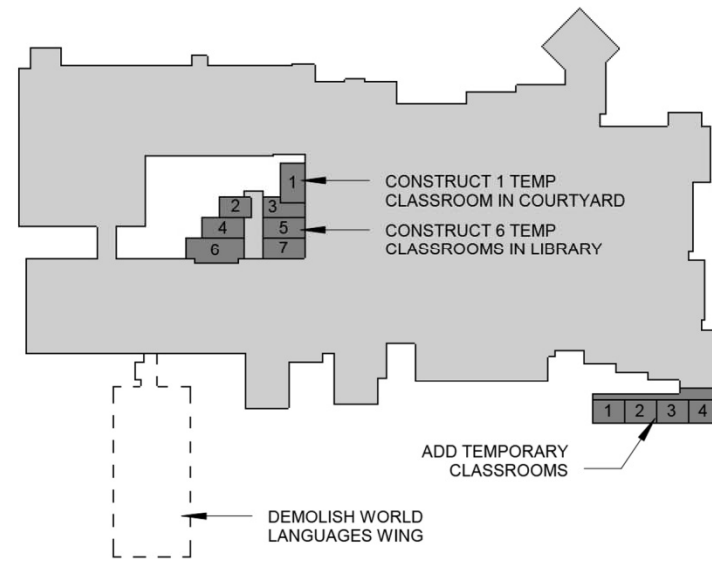 1
CONSTRUCT 1 TEMP
CLASSROOM IN COURTYARD
2
3
4
5
CONSTRUCT 6 TEMP
CLASSROOMS IN LIBRARY
6
7
1 2 3 4
ADD TEMPORARY
CLASSROOMS
DEMOLISH WORLD
LANGUAGES WING